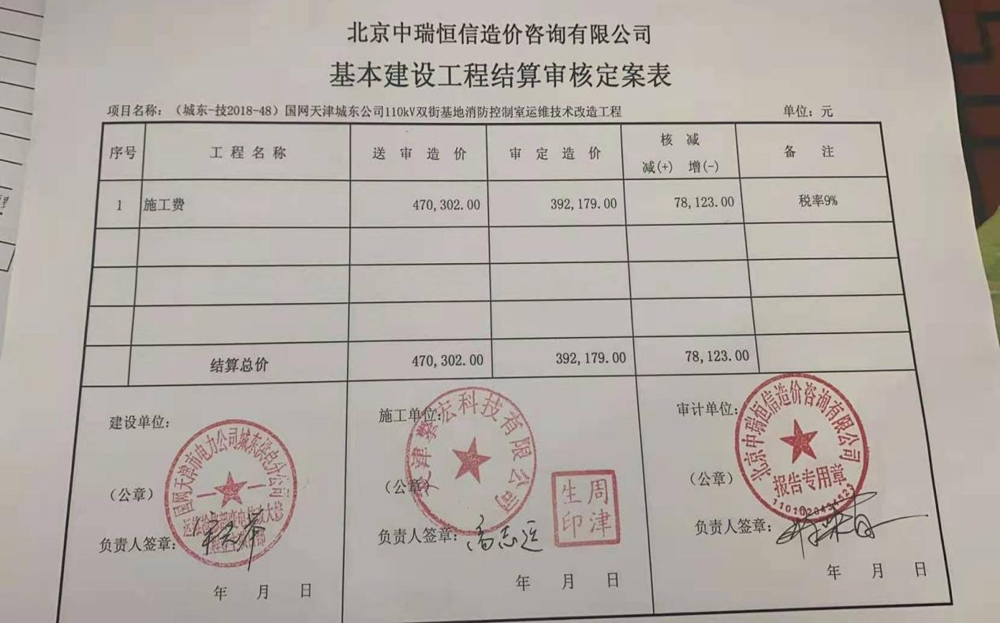 北京中瑞恒信造价咨询有限公司
基本建设工程结算审核定案表
项目名称：（城东-技2018-48）国网天津城东公司110kV双街基地消防控制室运维技术改造工程 单位：元
序号 工程名称 送审造价 审定造价 核减 减(+) 增(-) 备注
1 施工费 470,302.00 392,179.00 78,123.00 税率9%
结算总价 470,302.00 392,179.00 78,123.00
建设单位：
国网天津市电力公司城东供电分公司
（公章）
负责人签章：
年 月 日
施工单位：
天津擎宏科技有限公司
（公章）
周津生印
负责人签章：高志远
年 月 日
审计单位：
北京中瑞恒信造价咨询有限公司
报告专用章
（公章）
负责人签章：
年 月 日